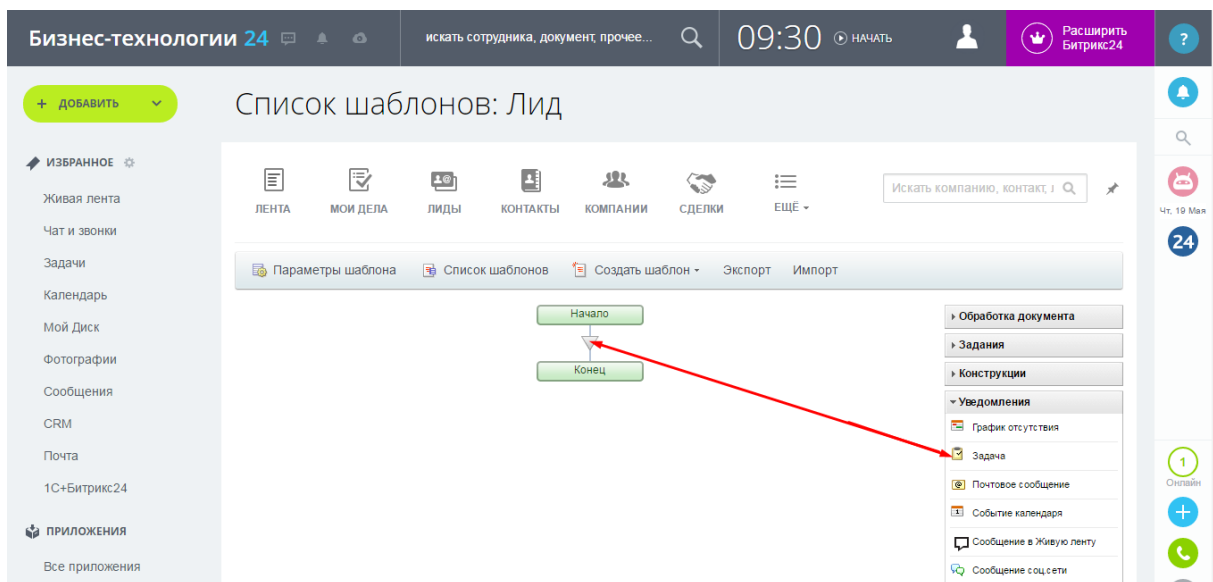 Бизнес-технологии 24
искать сотрудника, документ, прочее...
09:30
НАЧАТЬ
Расширить
Битрикс24
?
+ ДОБАВИТЬ
Список шаблонов: Лид
ИЗБРАННОЕ
Живая лента
Чат и звонки
Задачи
Календарь
Мой Диск
Фотографии
Сообщения
CRM
Почта
1С+Битрикс24
ПРИЛОЖЕНИЯ
Все приложения
ЛЕНТА
МОИ ДЕЛА
ЛИДЫ
КОНТАКТЫ
КОМПАНИИ
СДЕЛКИ
ЕЩЁ
Искать компанию, контакт,
Параметры шаблона
Список шаблонов
Создать шаблон
Экспорт
Импорт
Начало
Конец
Обработка документа
Задания
Конструкции
Уведомления
График отсутствия
Задача
Почтовое сообщение
Событие календаря
Сообщение в Живую ленту
Сообщение соц.сети
Чт, 19 Мая
24
1
Онлайн